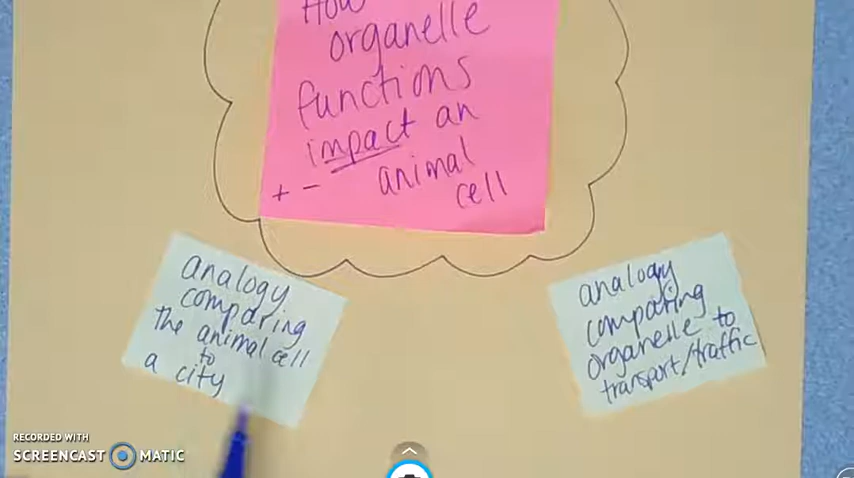 How
organelle
functions
impact an
+ - animal
cell
analogy
comparing
the animal cell
to
a city
analogy
comparing
organelle to
transport/traffic
RECORDED WITH
SCREENCAST MATIC